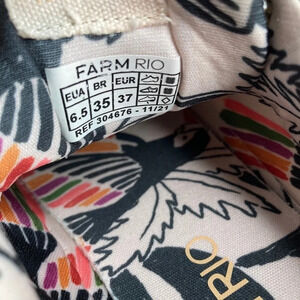 FARM RIO
EUA BR EUR
6.5 35 37
REF 304676 - 11/21
RIO